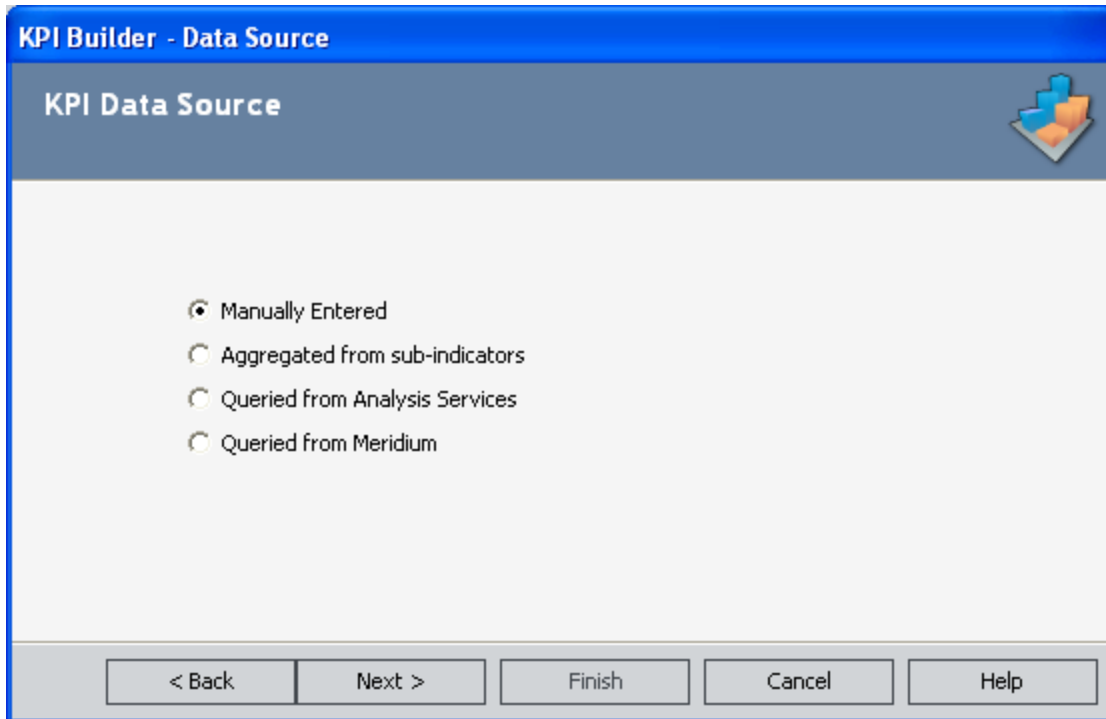 KPI Builder - Data Source
KPI Data Source
Manually Entered
Aggregated from sub-indicators
Queried from Analysis Services
Queried from Meridium
< Back Next > Finish Cancel Help